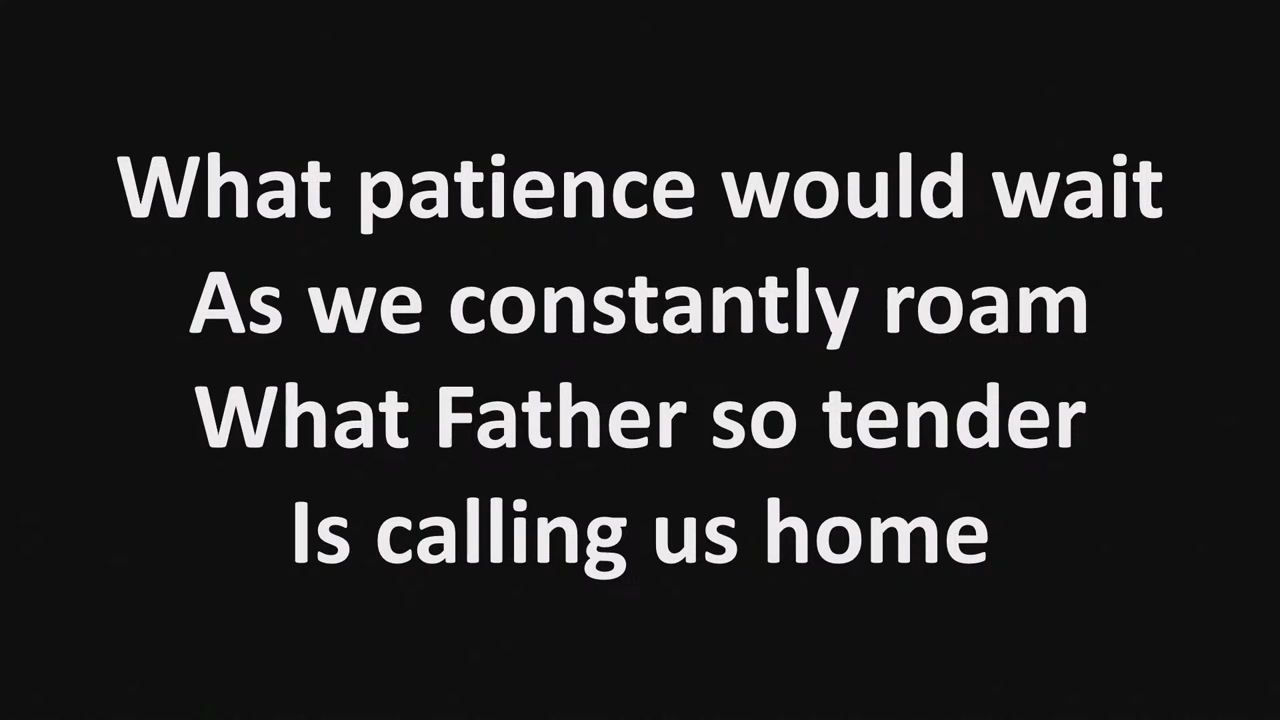 What patience would wait
As we constantly roam
What Father so tender
Is calling us home